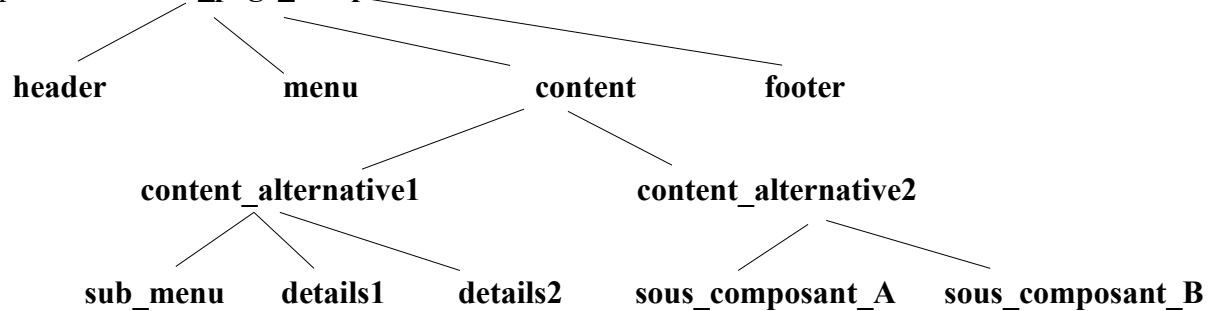 header menu content footer
content_alternative1 content_alternative2
sub_menu details1 details2 sous_composant_A sous_composant_B